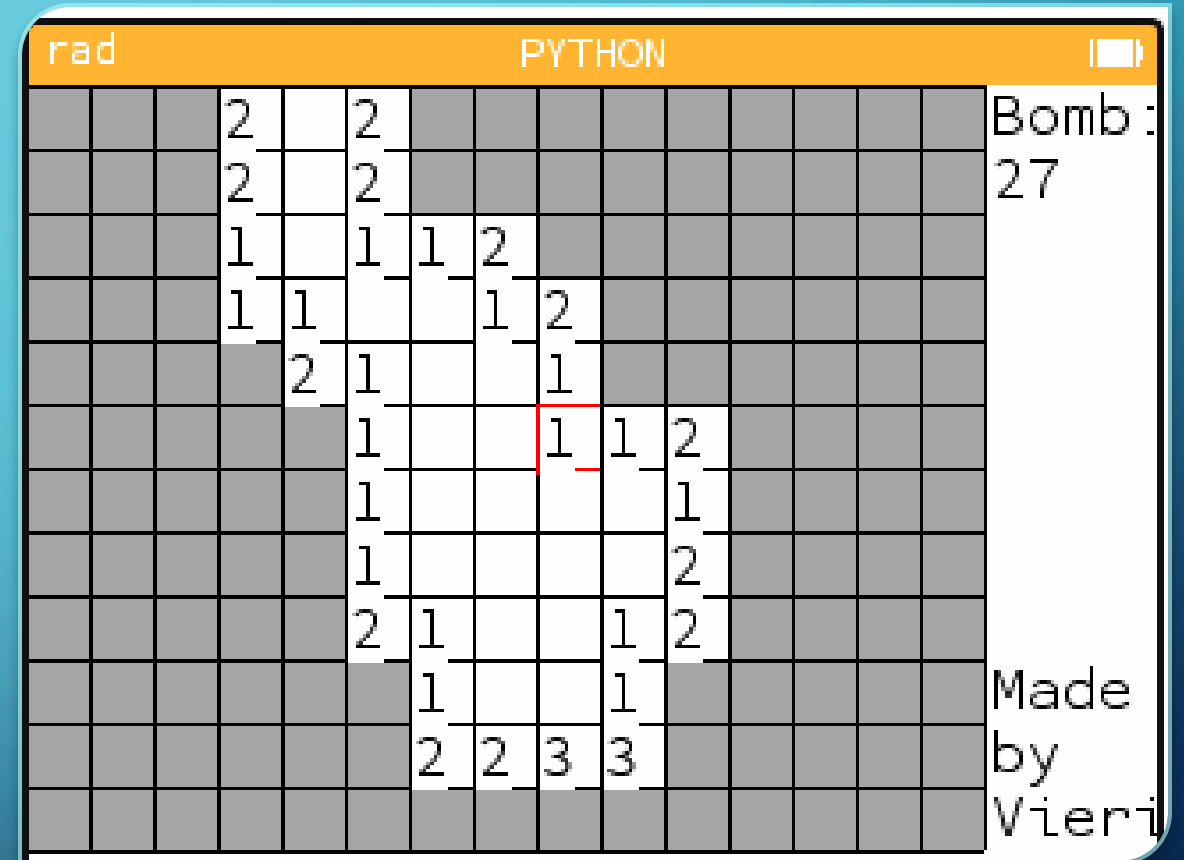 rad PYTHON
2 2 Bomb:
2 2 27
1 1 1 2
1 1 1 2
2 1 1
1 1 1 2
1 1
1 2
2 1 1 2
1 1 Made
2 2 3 3 by
Vieri